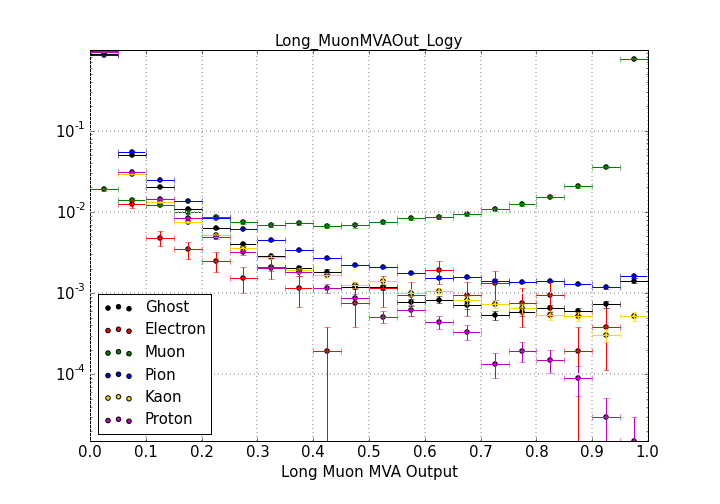 Long_MuonMVAOut_Logy
10^-1
10^-2
10^-3
10^-4
Ghost
Electron
Muon
Pion
Kaon
Proton
0.0 0.1 0.2 0.3 0.4 0.5 0.6 0.7 0.8 0.9 1.0
Long Muon MVA Output